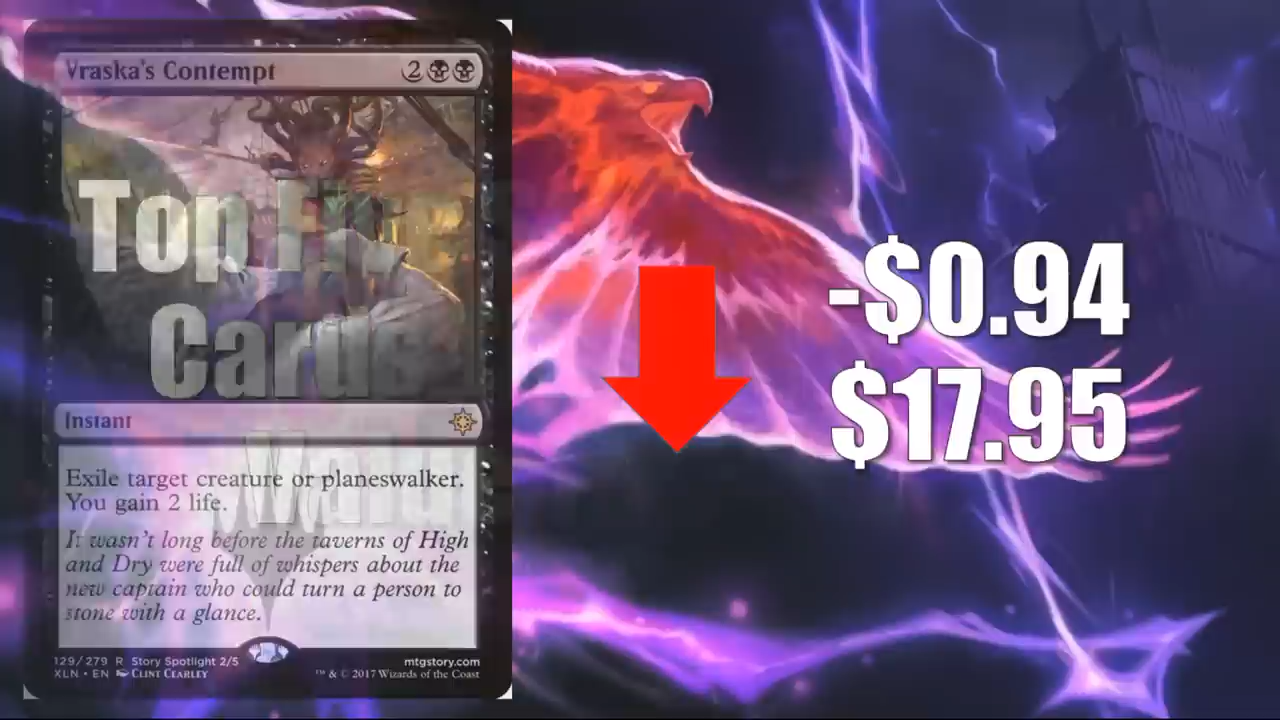 Vraska's Contempt 2
Top
Cards
Instant
Exile target creature or planeswalker.
You gain 2 life.
It wasn't long before the taverns of High
and Dry were full of whispers about the
new captain who could turn a person to
stone with a glance.
129/279 R Story Spotlight 2/5
XLN • EN CLINT CEARLEY
mtgstory.com
™ & © 2017 Wizards of the Coast
-$0.94
$17.95